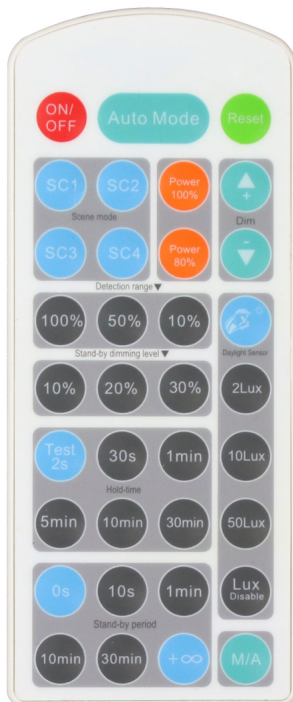 ON/
OFF
Auto Mode
Reset
SC1
SC2
Power
100%
+
Scene mode
Dim
SC3
SC4
Power
80%
−
Detection range▼
100%
50%
10%
Daylight Sensor
Stand-by dimming level▼
10%
20%
30%
2Lux
Test
2s
30s
1min
10Lux
Hold-time
5min
10min
30min
50Lux
0s
10s
1min
Lux
Disable
Stand-by period
10min
30min
+∞
M/A